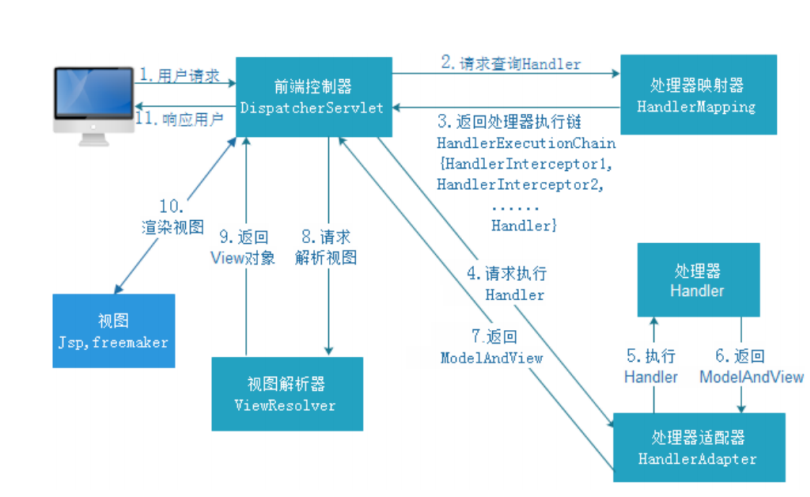 1.用户请求
11.响应用户
前端控制器
DispatcherServlet
2.请求查询Handler
处理器映射器
HandlerMapping
3.返回处理器执行链
HandlerExecutionChain
{HandlerInterceptor1,
HandlerInterceptor2,
......
Handler}
10.
渲染视图
9.返回
View对象
8.请求
解析视图
4.请求执行
Handler
处理器
Handler
视图
Jsp,freemaker
7.返回
ModelAndView
5.执行
Handler
6.返回
ModelAndView
视图解析器
ViewResolver
处理器适配器
HandlerAdapter